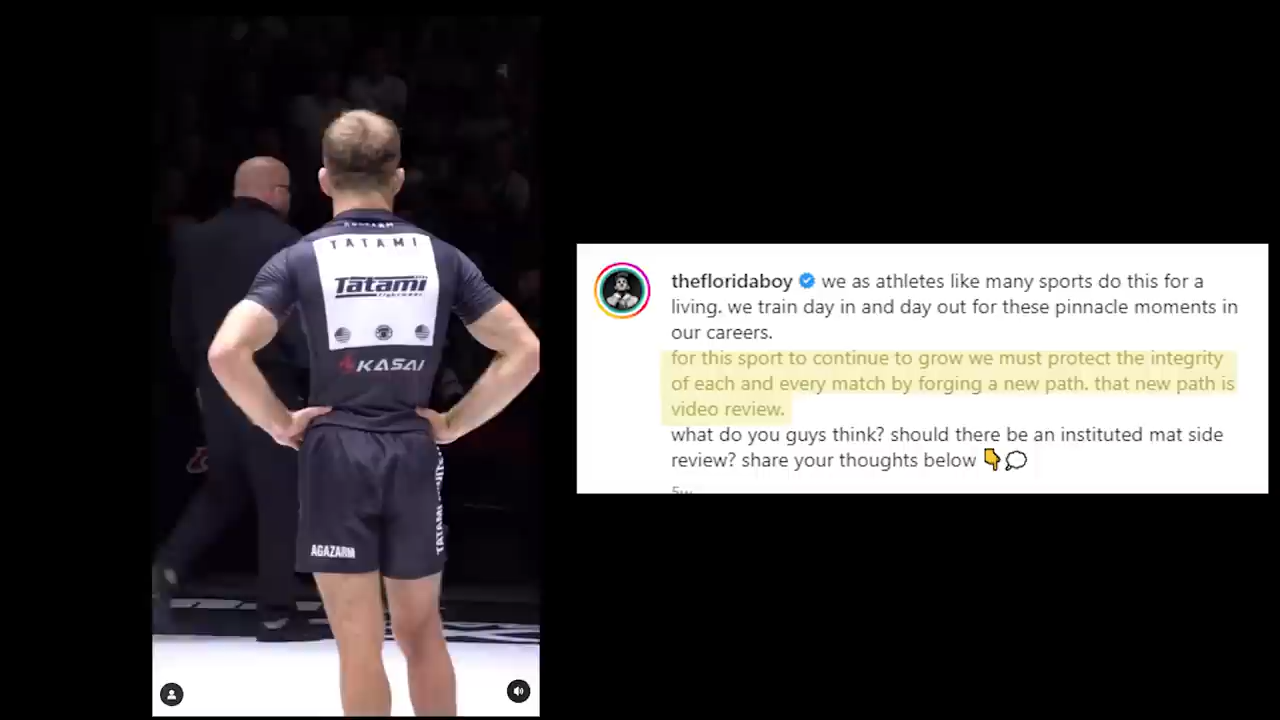 TATAMI
Tatami
fightwear
KASAI
AGAZARM
TATAMI
thefloridaboy we as athletes like many sports do this for a
living. we train day in and day out for these pinnacle moments in
our careers.
for this sport to continue to grow we must protect the integrity
of each and every match by forging a new path. that new path is
video review.
what do you guys think? should there be an instituted mat side
review? share your thoughts below 👇💭